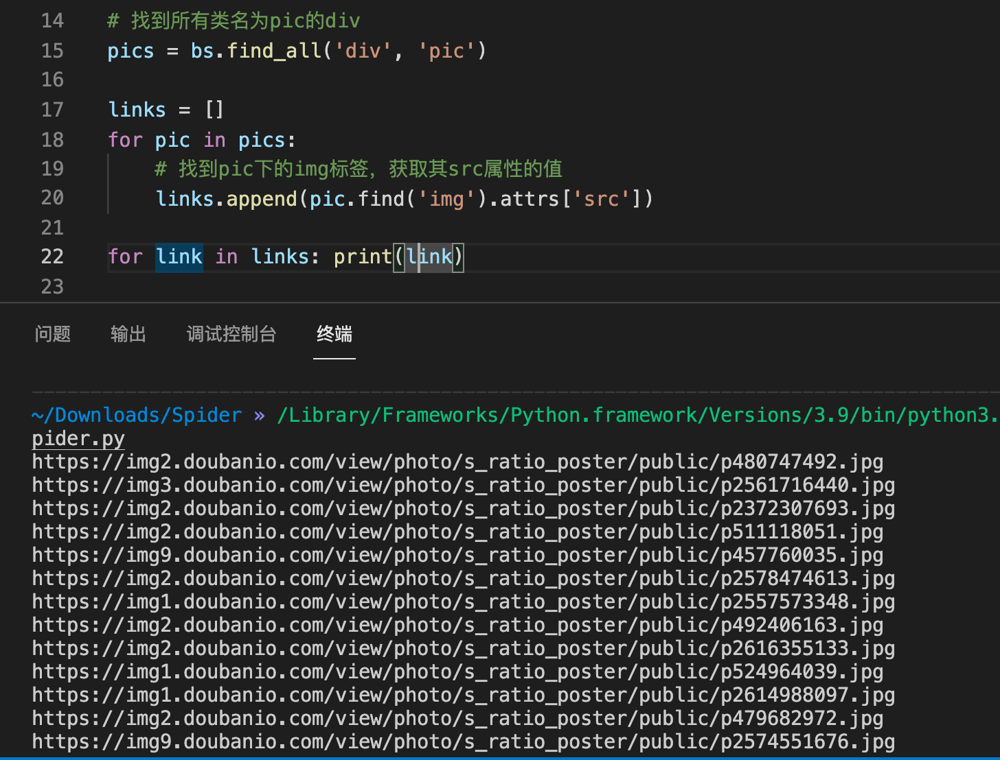 14 # 找到所有类名为pic的div
15 pics = bs.find_all('div', 'pic')
16
17 links = []
18 for pic in pics:
19 # 找到pic下的img标签，获取其src属性的值
20 links.append(pic.find('img').attrs['src'])
21
22 for link in links: print(link)
23
问题 输出 调试控制台 终端
~/Downloads/Spider » /Library/Frameworks/Python.framework/Versions/3.9/bin/python3.
pider.py
https://img2.doubanio.com/view/photo/s_ratio_poster/public/p480747492.jpg
https://img3.doubanio.com/view/photo/s_ratio_poster/public/p2561716440.jpg
https://img2.doubanio.com/view/photo/s_ratio_poster/public/p2372307693.jpg
https://img2.doubanio.com/view/photo/s_ratio_poster/public/p511118051.jpg
https://img9.doubanio.com/view/photo/s_ratio_poster/public/p457760035.jpg
https://img2.doubanio.com/view/photo/s_ratio_poster/public/p2578474613.jpg
https://img1.doubanio.com/view/photo/s_ratio_poster/public/p2557573348.jpg
https://img2.doubanio.com/view/photo/s_ratio_poster/public/p492406163.jpg
https://img2.doubanio.com/view/photo/s_ratio_poster/public/p2616355133.jpg
https://img1.doubanio.com/view/photo/s_ratio_poster/public/p524964039.jpg
https://img1.doubanio.com/view/photo/s_ratio_poster/public/p2614988097.jpg
https://img2.doubanio.com/view/photo/s_ratio_poster/public/p479682972.jpg
https://img9.doubanio.com/view/photo/s_ratio_poster/public/p2574551676.jpg